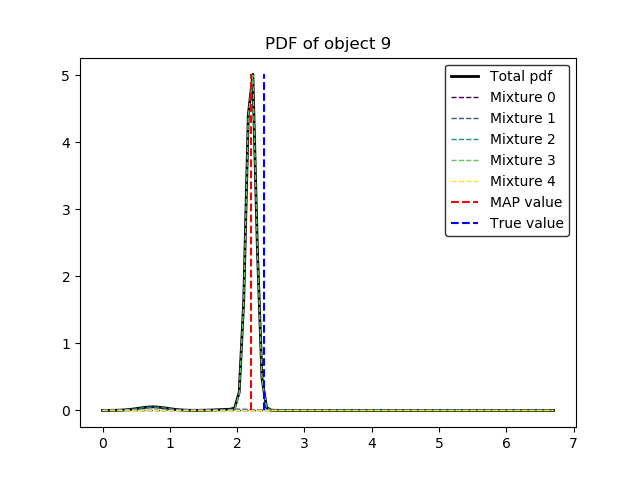 PDF of object 9
5
4
3
2
1
0
0 1 2 3 4 5 6 7
Total pdf
Mixture 0
Mixture 1
Mixture 2
Mixture 3
Mixture 4
MAP value
True value